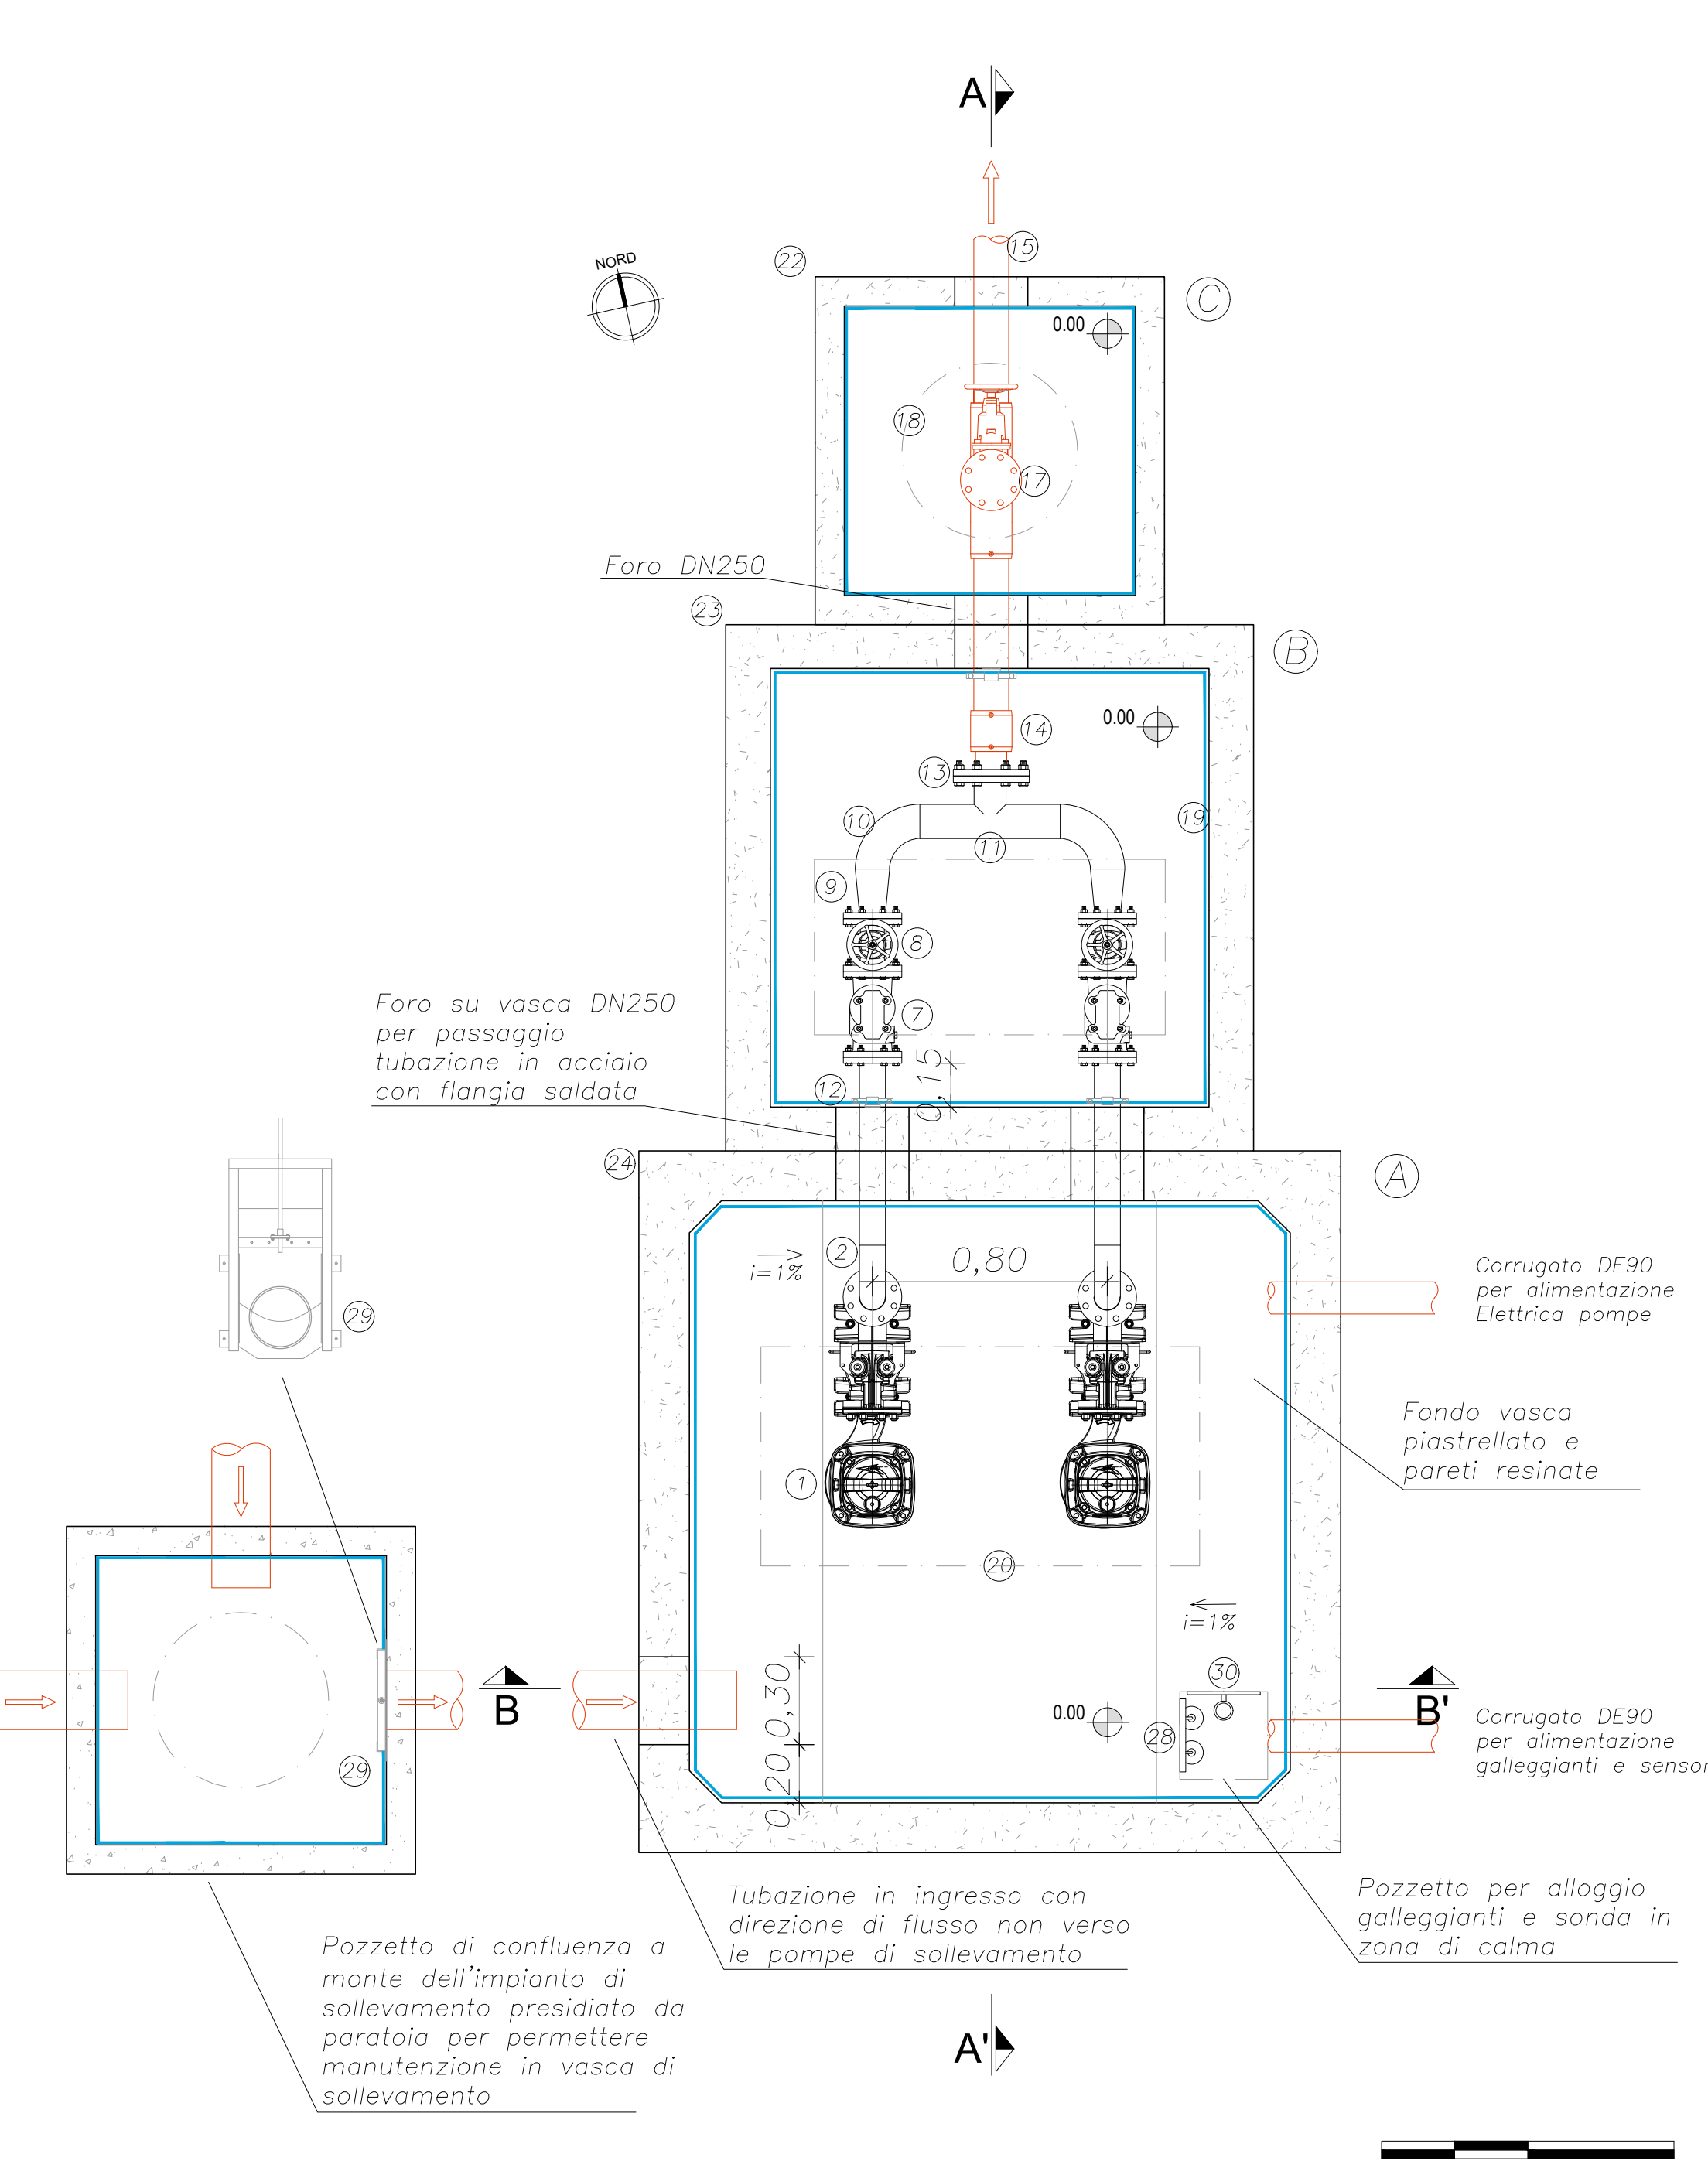 A
15
22
NORD
C
0.00
18
17
Foro DN250
23
B
0.00
14
13
10
19
11
9
8
Foro su vasca DN250
per passaggio
tubazione in acciaio
con flangia saldata
7
12
0,15
24
A
2
i=1%
0,80
Corrugato DE90
per alimentazione
Elettrica pompe
29
Fondo vasca
piastrellato e
pareti resinate
1
20
i=1%
0,30
0,20
30
B
B'
0.00
28
Corrugato DE90
per alimentazione
galleggianti e sensor
29
Tubazione in ingresso con
direzione di flusso non verso
le pompe di sollevamento
Pozzetto per alloggio
galleggianti e sonda in
zona di calma
Pozzetto di confluenza a
monte dell'impianto di
sollevamento presidiato da
paratoia per permettere
manutenzione in vasca di
sollevamento
A'